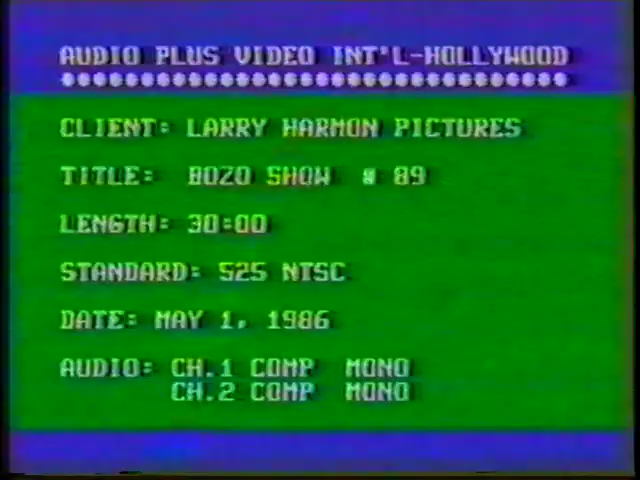 AUDIO PLUS VIDEO INT'L-HOLLYWOOD
CLIENT: LARRY HARMON PICTURES
TITLE: BOZO SHOW # 89
LENGTH: 30:00
STANDARD: 525 NTSC
DATE: MAY 1, 1986
AUDIO: CH.1 COMP MONO
CH.2 COMP MONO